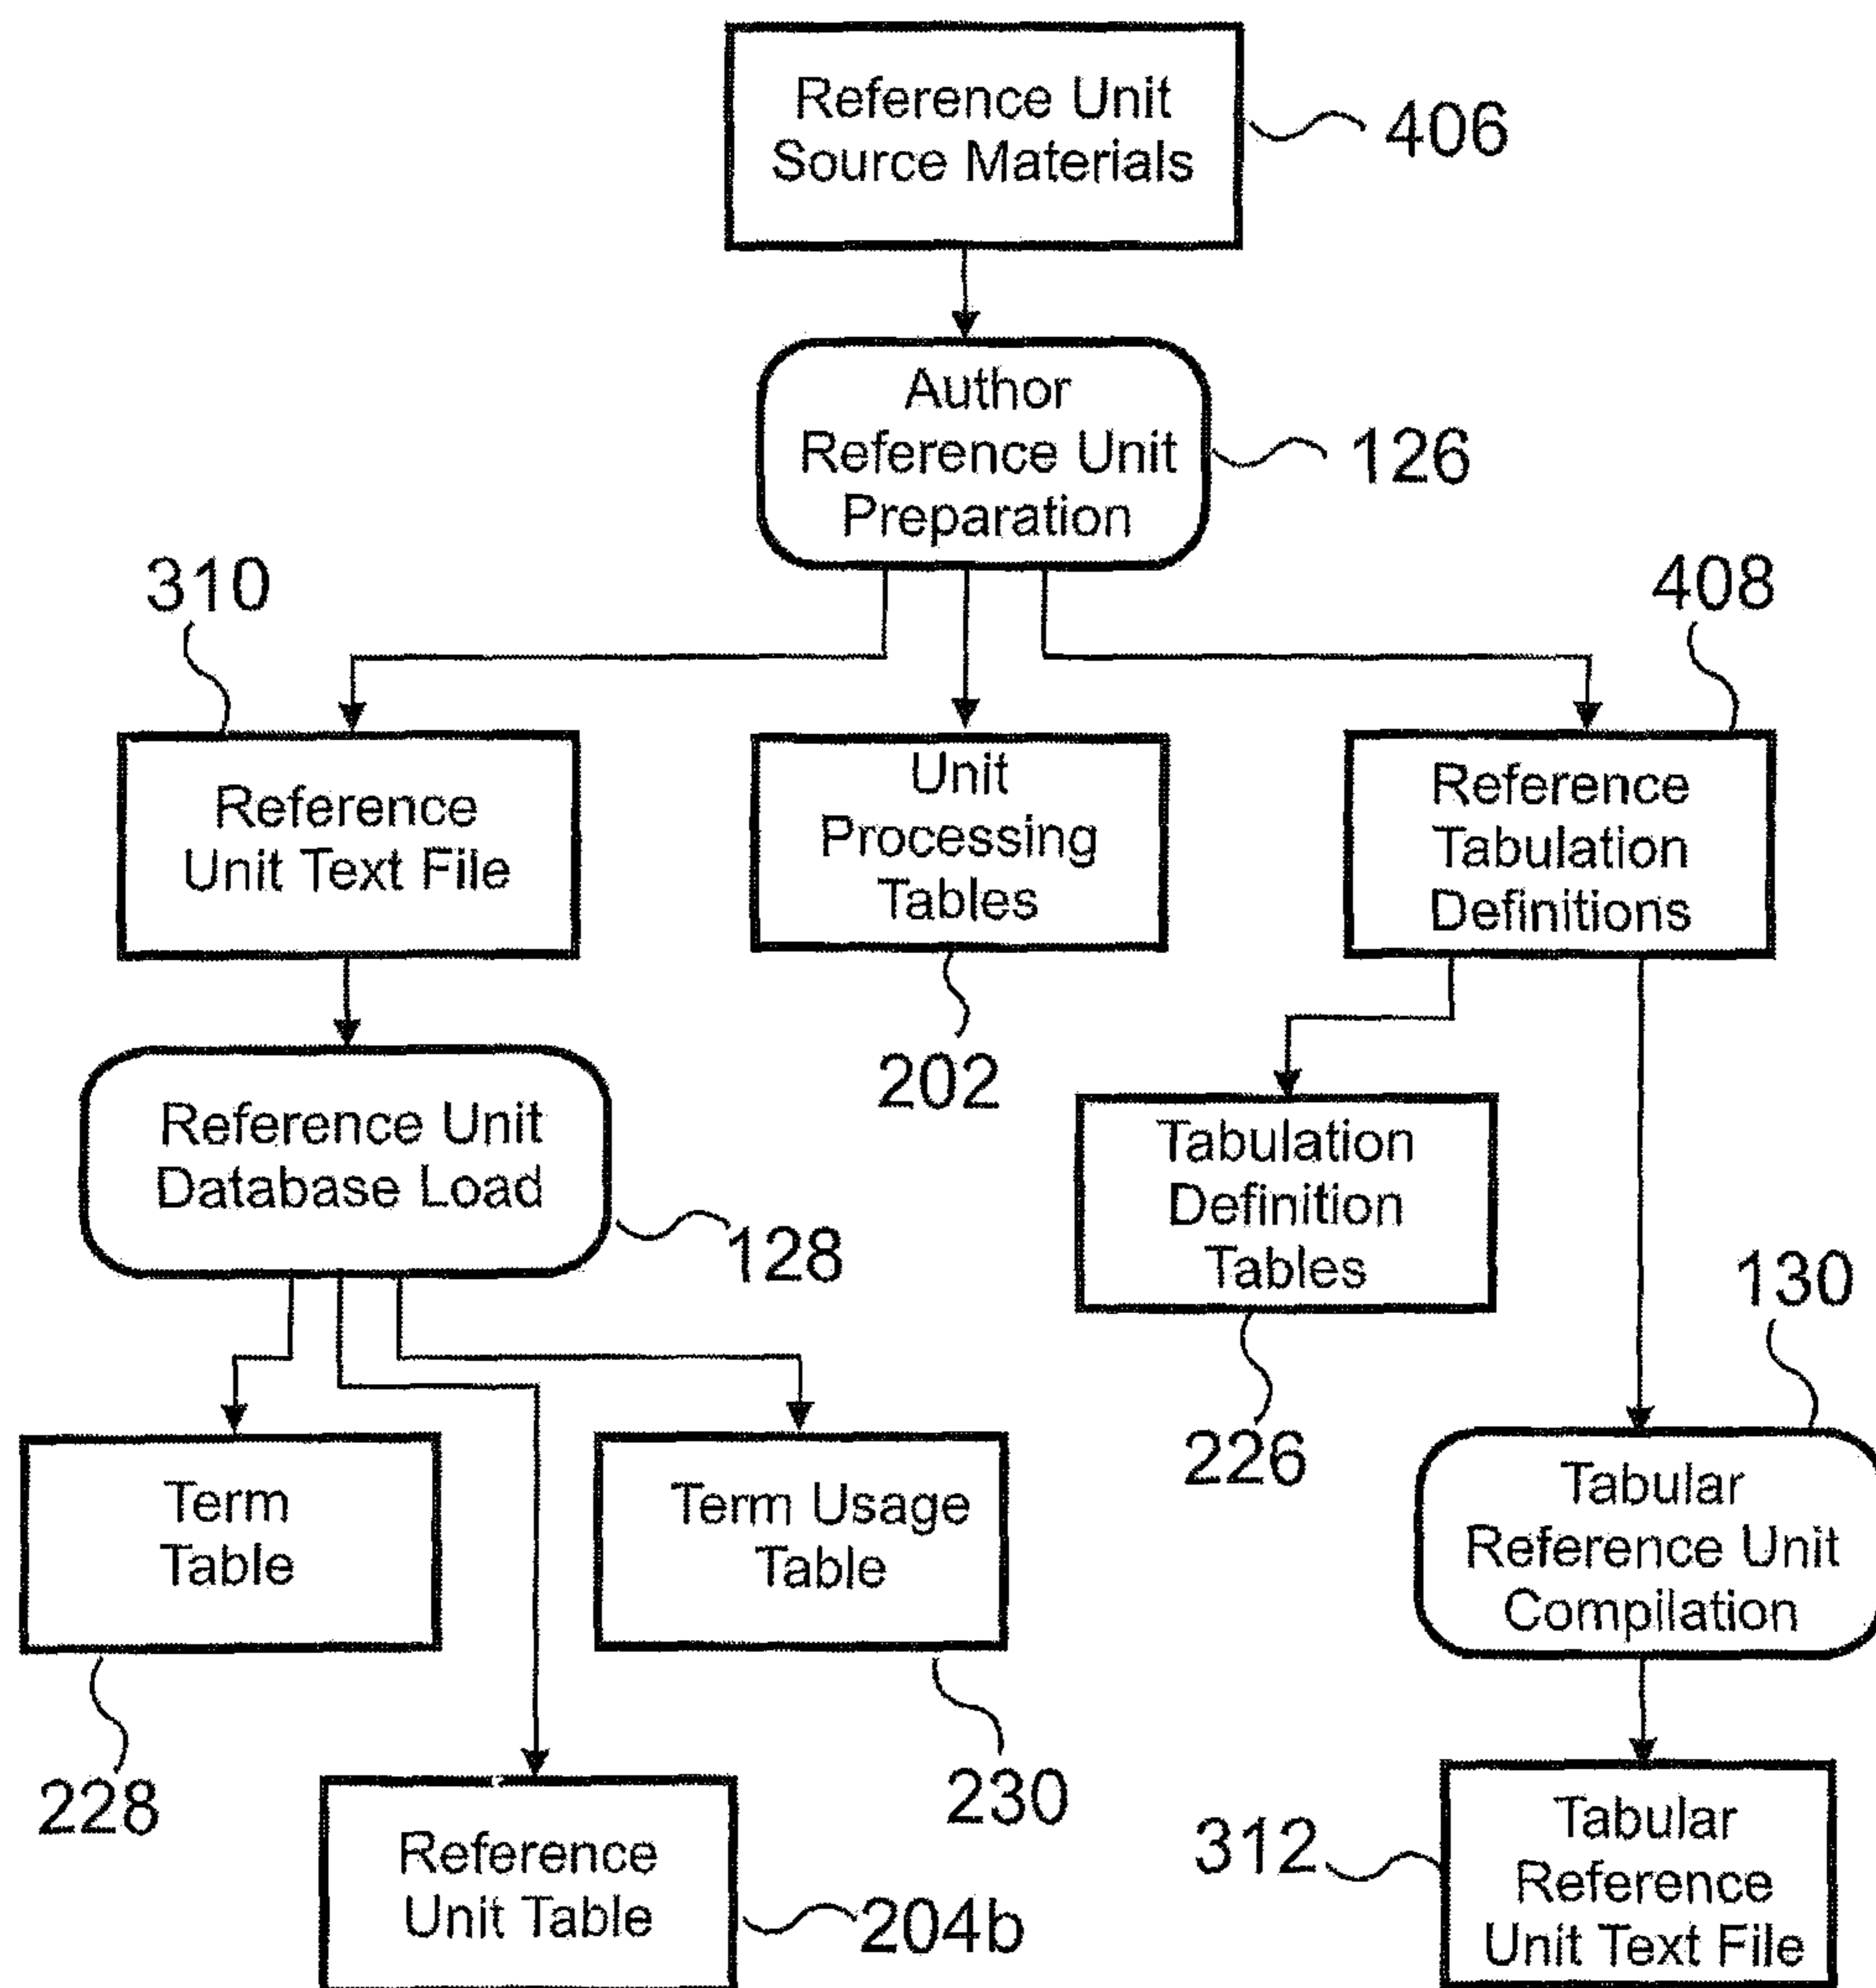 Reference Unit
Source Materials
406
Author
Reference Unit
Preparation
126
310
408
Reference
Unit Text File
Unit
Processing
Tables
Reference
Tabulation
Definitions
202
Reference Unit
Database Load
128
Tabulation
Definition
Tables
226
130
Term
Table
Term Usage
Table
Tabular
Reference Unit
Compilation
228
230
Reference
Unit Table
204b
312
Tabular
Reference
Unit Text File